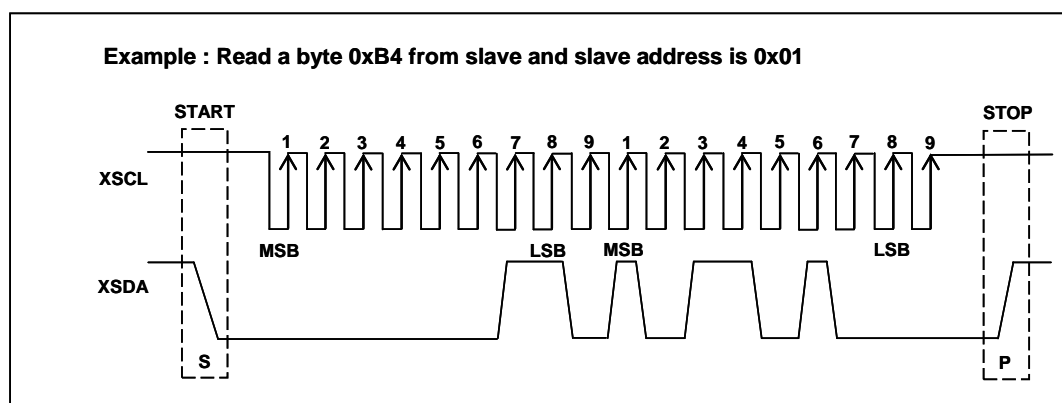 Example : Read a byte 0xB4 from slave and slave address is 0x01
START STOP
1 2 3 4 5 6 7 8 9 1 2 3 4 5 6 7 8 9
XSCL
MSB LSB MSB LSB
XSDA
S P